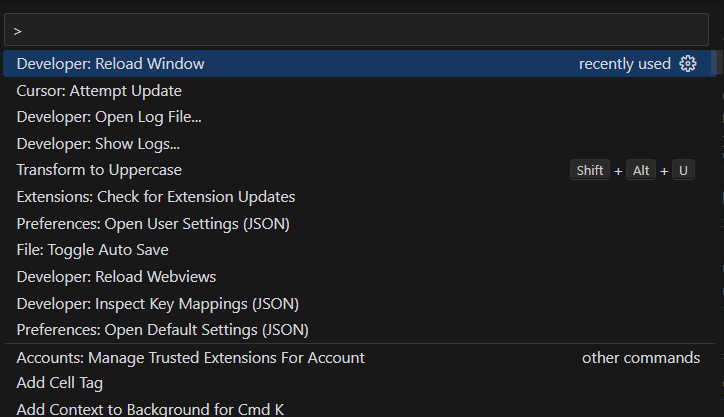 >
Developer: Reload Window recently used
Cursor: Attempt Update
Developer: Open Log File...
Developer: Show Logs...
Transform to Uppercase Shift + Alt + U
Extensions: Check for Extension Updates
Preferences: Open User Settings (JSON)
File: Toggle Auto Save
Developer: Reload Webviews
Developer: Inspect Key Mappings (JSON)
Preferences: Open Default Settings (JSON)
Accounts: Manage Trusted Extensions For Account other commands
Add Cell Tag
Add Context to Background for Cmd K